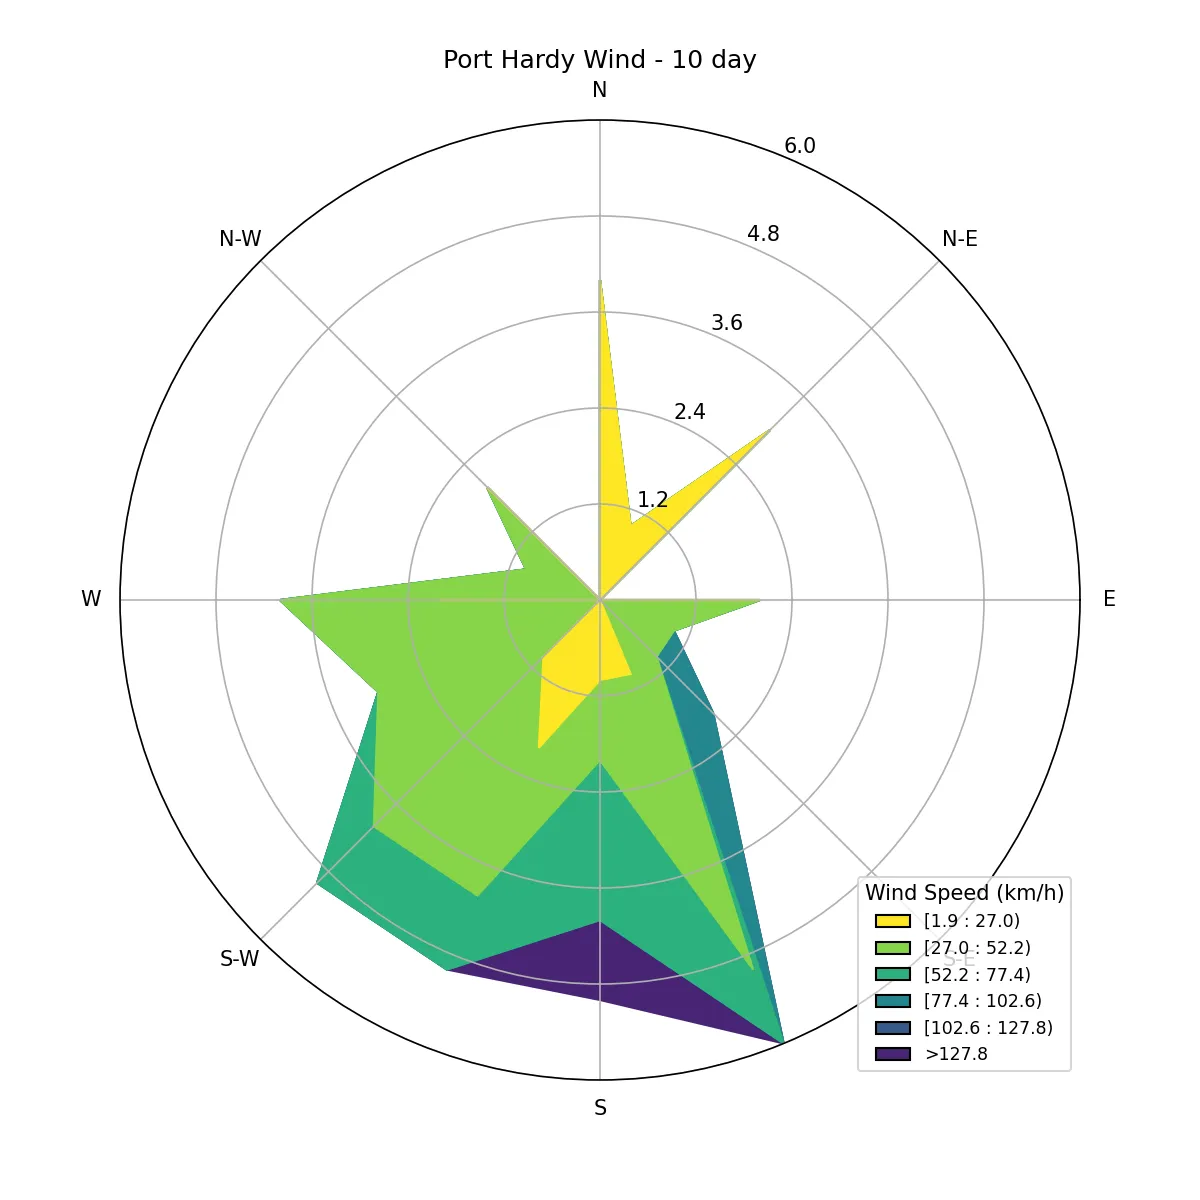 Port Hardy Wind - 10 day
N
6.0
N-W
4.8
N-E
3.6
2.4
1.2
W
E
Wind Speed (km/h)
[1.9 : 27.0)
[27.0 : 52.2)
S-W
S-E
[52.2 : 77.4)
[77.4 : 102.6)
[102.6 : 127.8)
>127.8
S